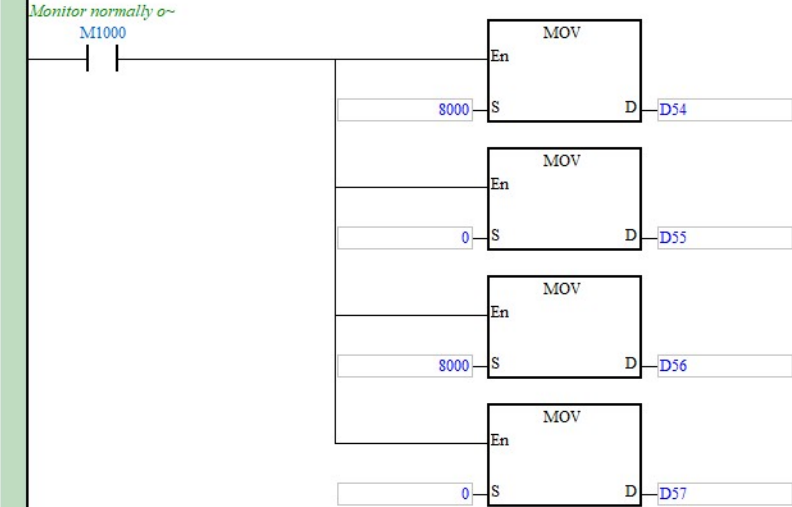 Monitor normally o~
M1000
MOV
En
8000 S D D54
MOV
En
0 S D D55
MOV
En
8000 S D D56
MOV
En
0 S D D57